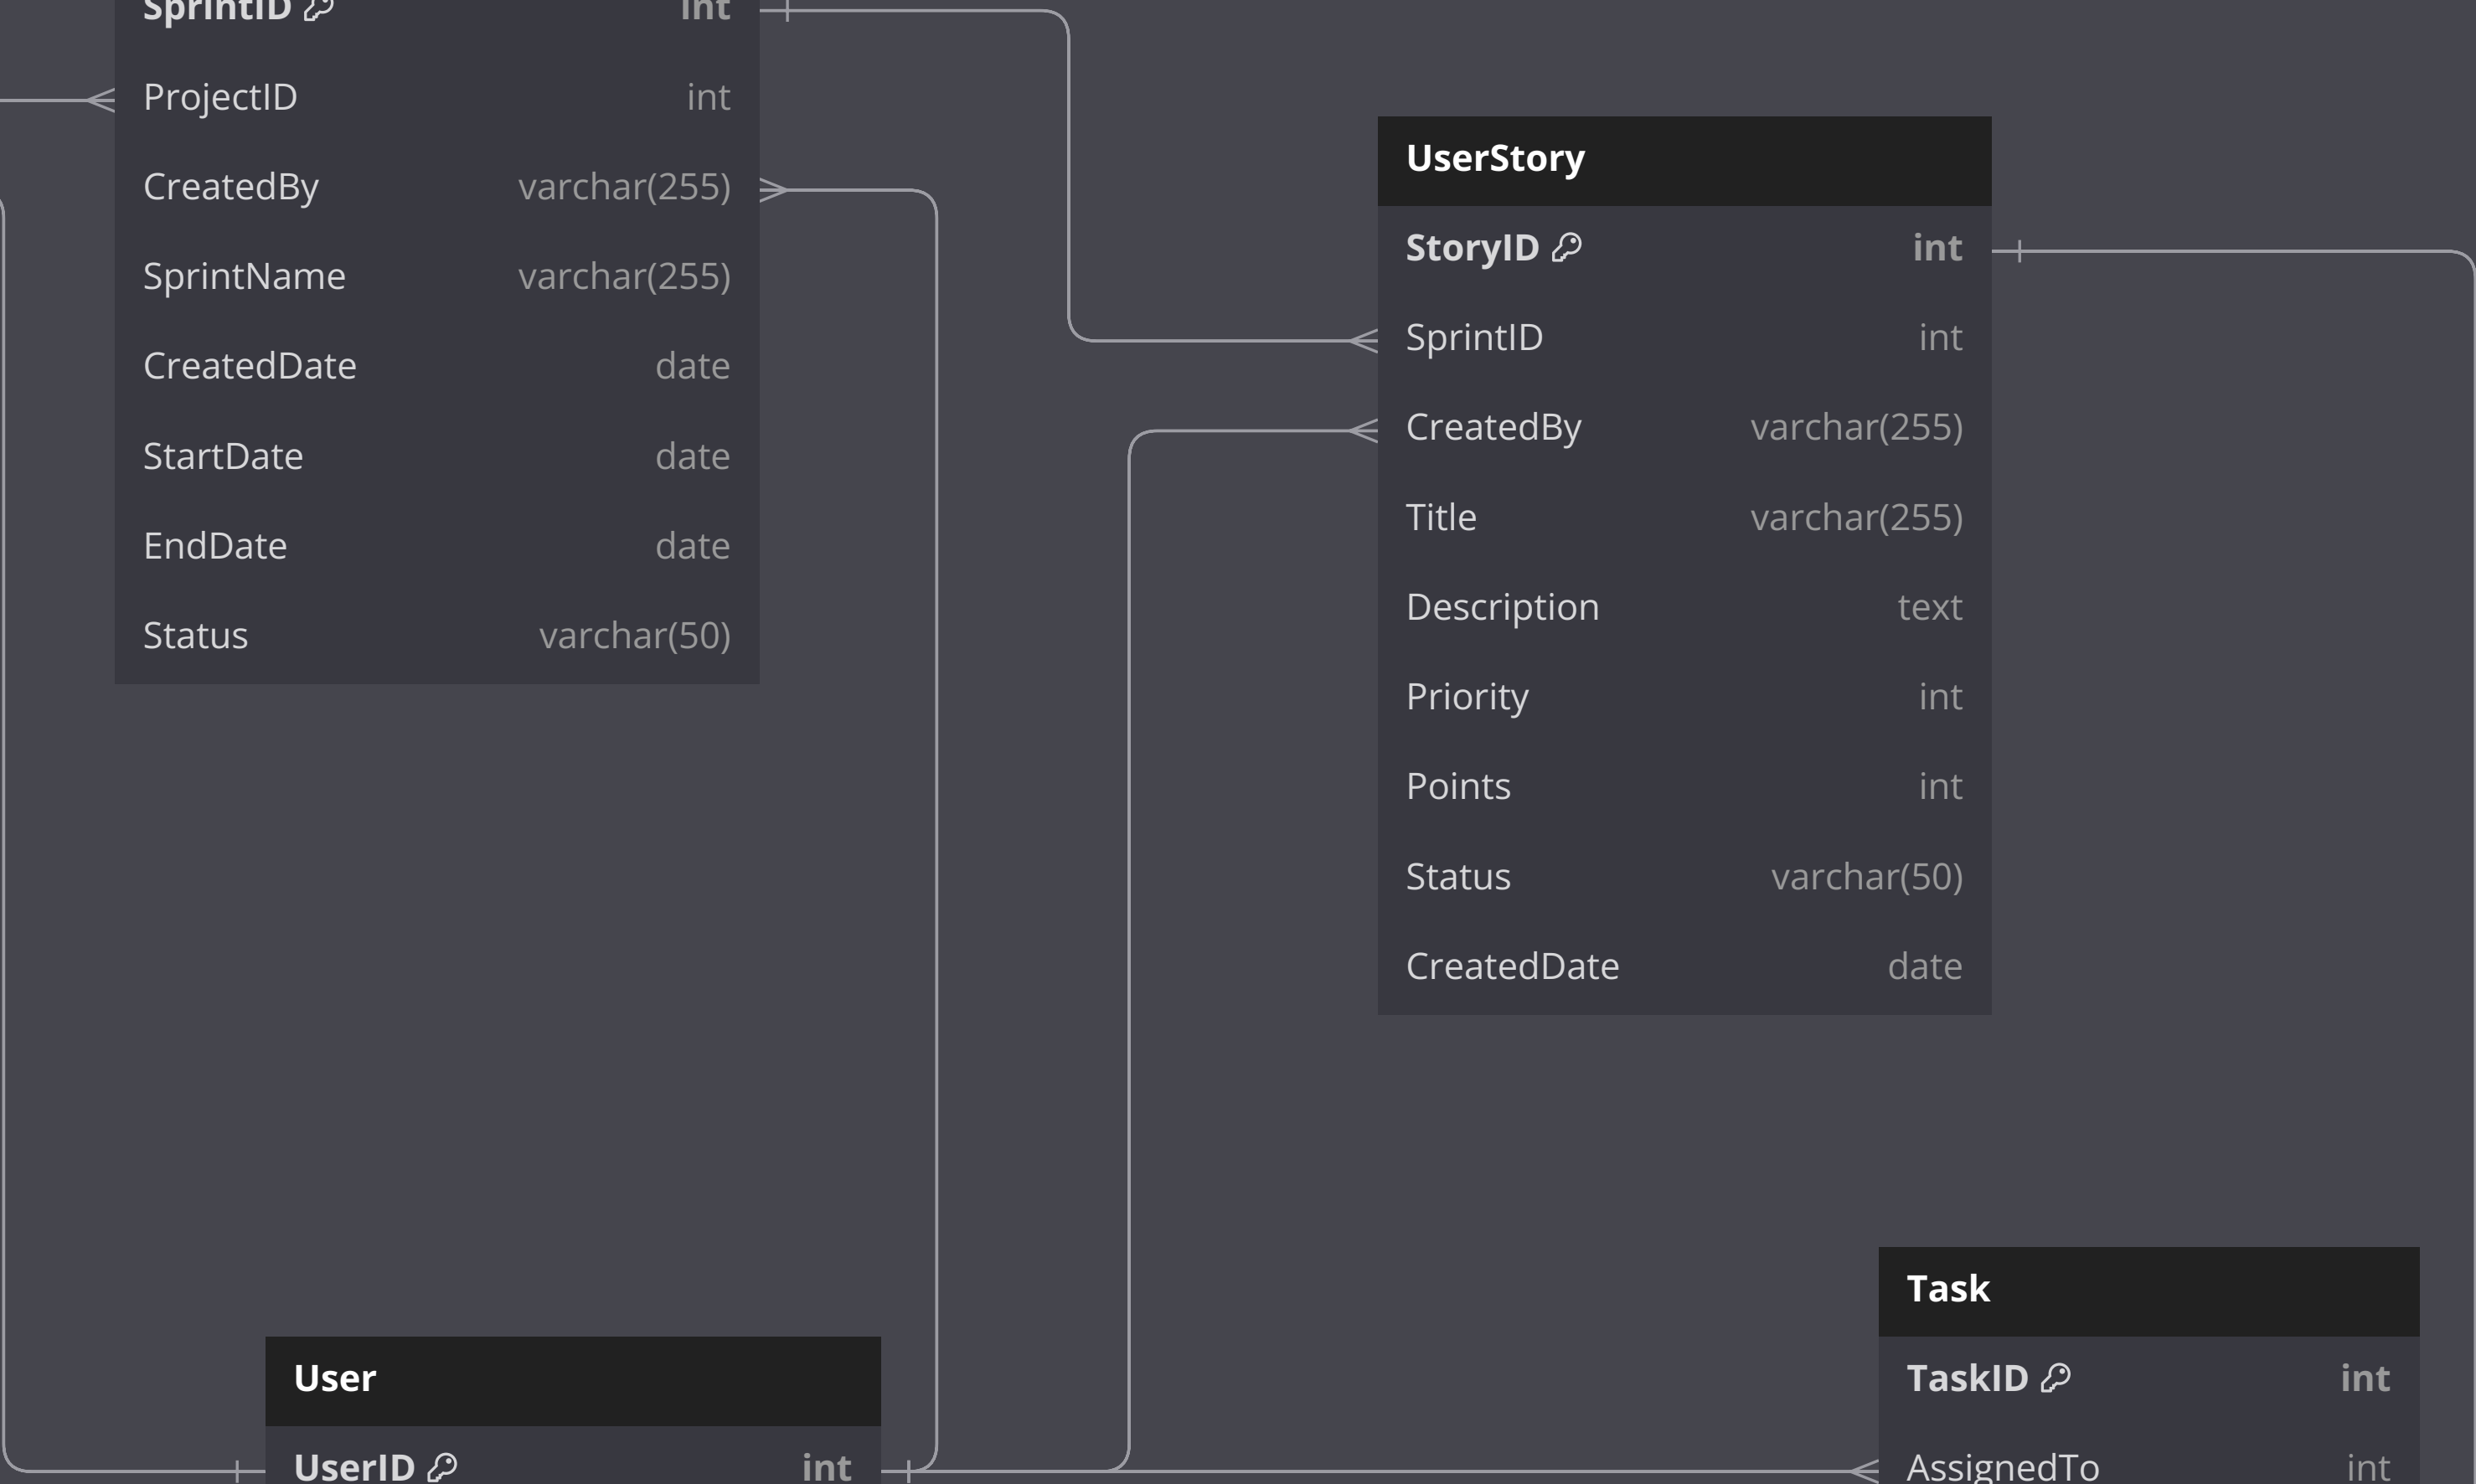 SprintID int
ProjectID int
CreatedBy varchar(255)
SprintName varchar(255)
CreatedDate date
StartDate date
EndDate date
Status varchar(50)
UserStory
StoryID int
SprintID int
CreatedBy varchar(255)
Title varchar(255)
Description text
Priority int
Points int
Status varchar(50)
CreatedDate date
User
UserID int
Task
TaskID int
AssignedTo int